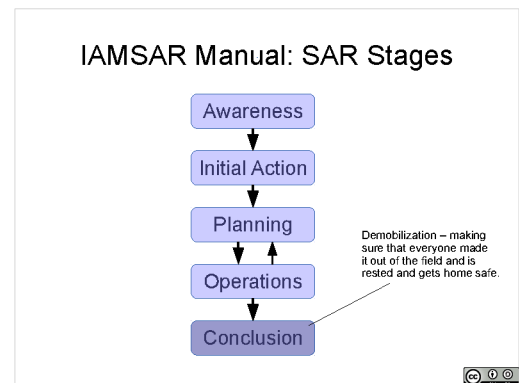 IAMSAR Manual: SAR Stages
Awareness
Initial Action
Planning
Demobilization – making
sure that everyone made
it out of the field and is
rested and gets home safe.
Operations
Conclusion
cc